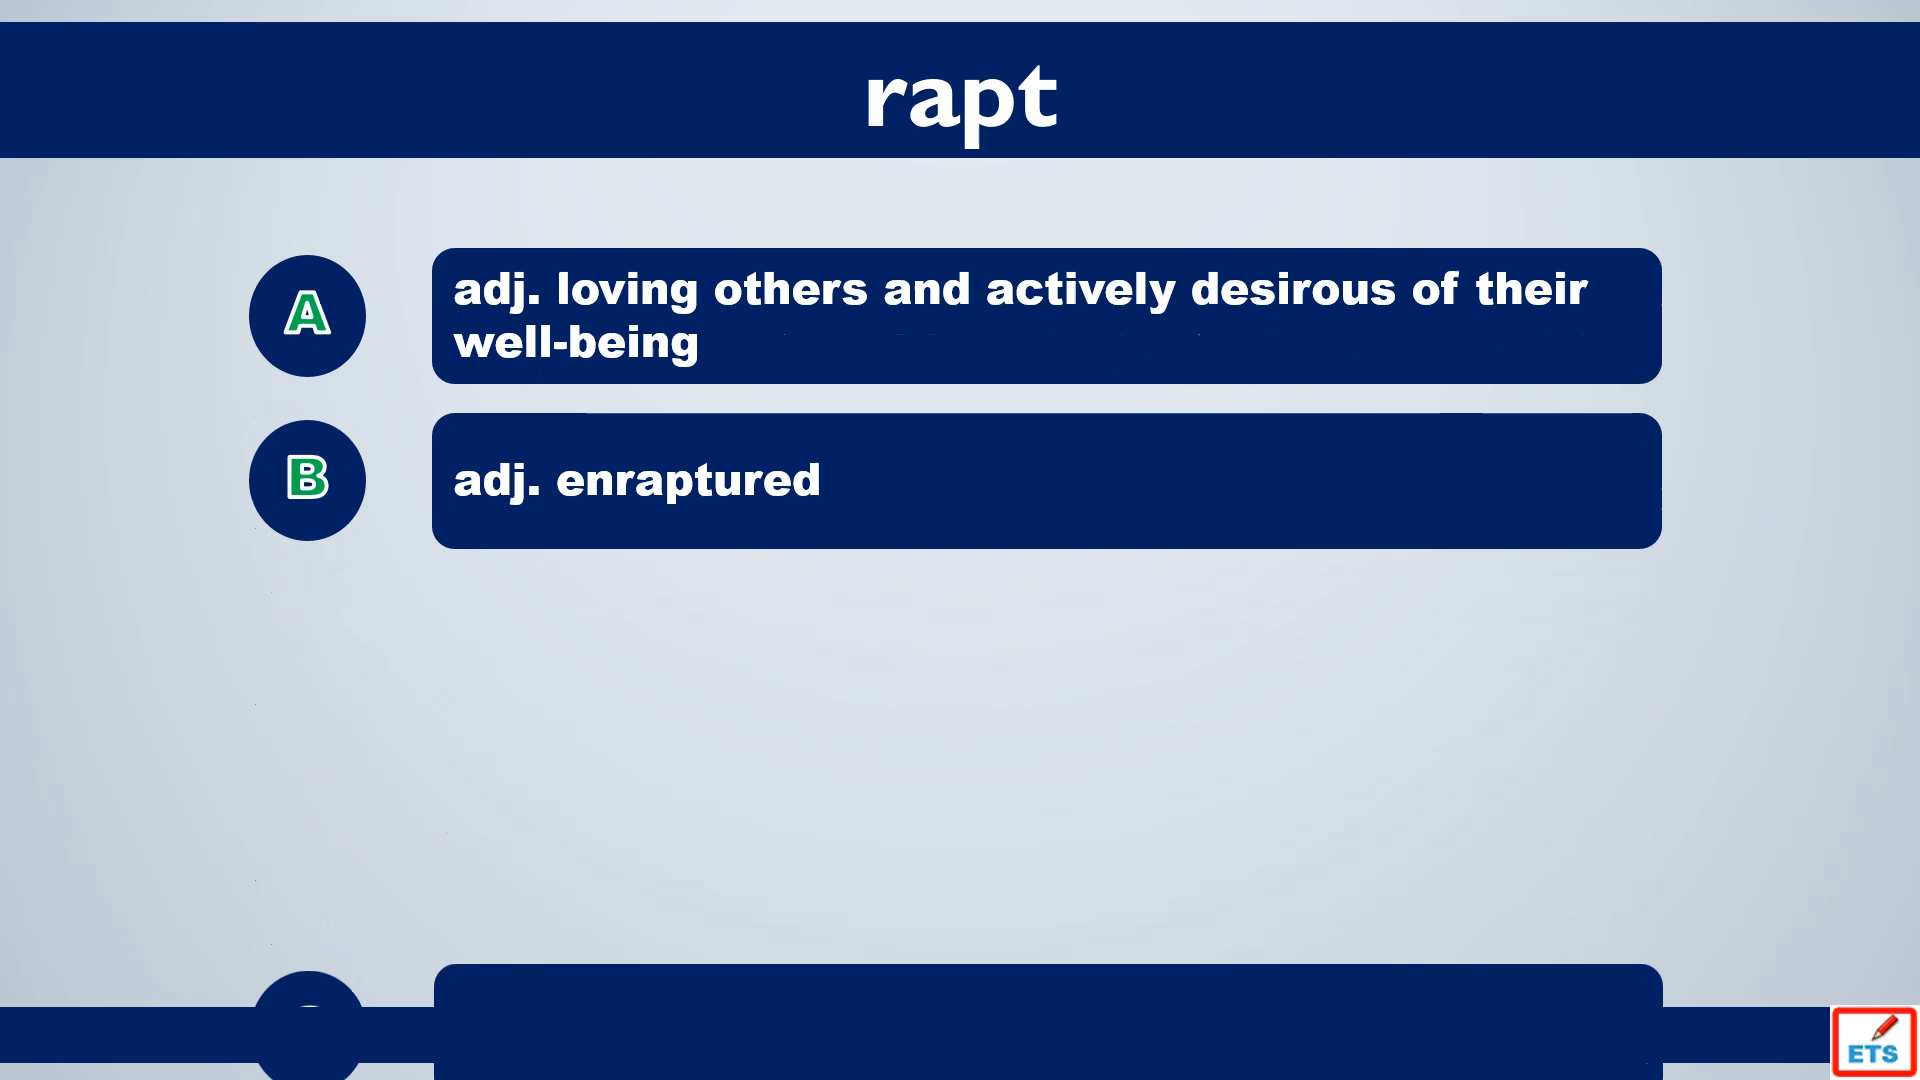 rapt
A
adj. loving others and actively desirous of their
well-being
B
adj. enraptured
ETS